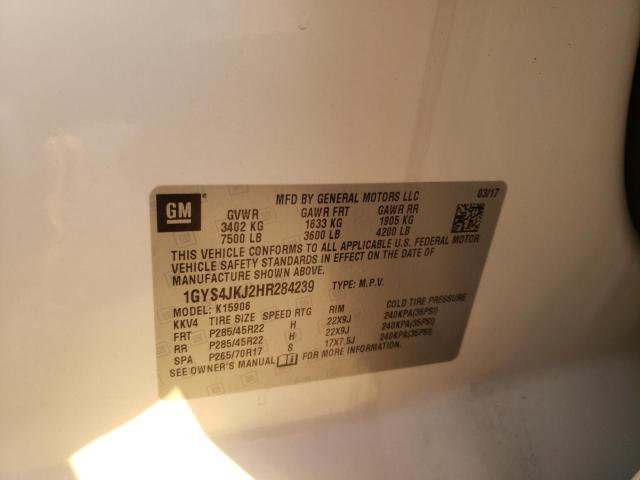 GM
MFD BY GENERAL MOTORS LLC 03/17
GVWR GAWR FRT GAWR RR
3402 KG 1633 KG 1905 KG
7500 LB 3600 LB 4200 LB
THIS VEHICLE CONFORMS TO ALL APPLICABLE U.S. FEDERAL MOTOR
VEHICLE SAFETY STANDARDS IN EFFECT ON THE DATE OF
MANUFACTURE SHOWN ABOVE.
1GYS4JKJ2HR284239 TYPE: M.P.V.
MODEL: K15906
KKV4 TIRE SIZE SPEED RTG RIM COLD TIRE PRESSURE
FRT P285/45R22 H 22X9J 240KPA(35PSI)
RR P285/45R22 H 22X9J 240KPA(35PSI)
SPA P265/70R17 S 17X7.5J 240KPA(35PSI)
SEE OWNER'S MANUAL FOR MORE INFORMATION.